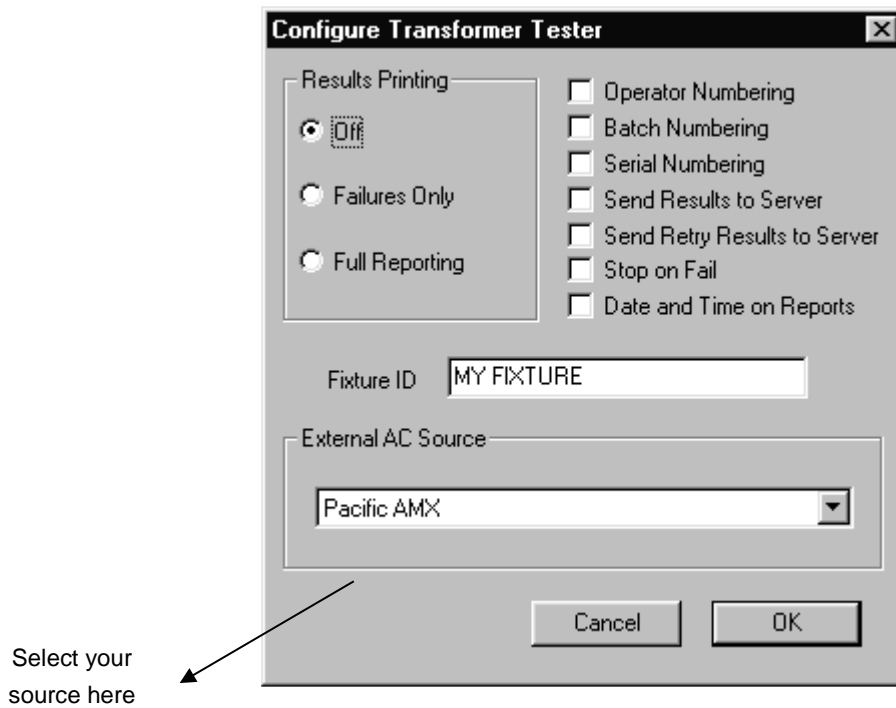 Configure Transformer Tester
Results Printing
Off
Failures Only
Full Reporting
Operator Numbering
Batch Numbering
Serial Numbering
Send Results to Server
Send Retry Results to Server
Stop on Fail
Date and Time on Reports
Fixture ID MY FIXTURE
External AC Source
Pacific AMX
Cancel OK
Select your
source here